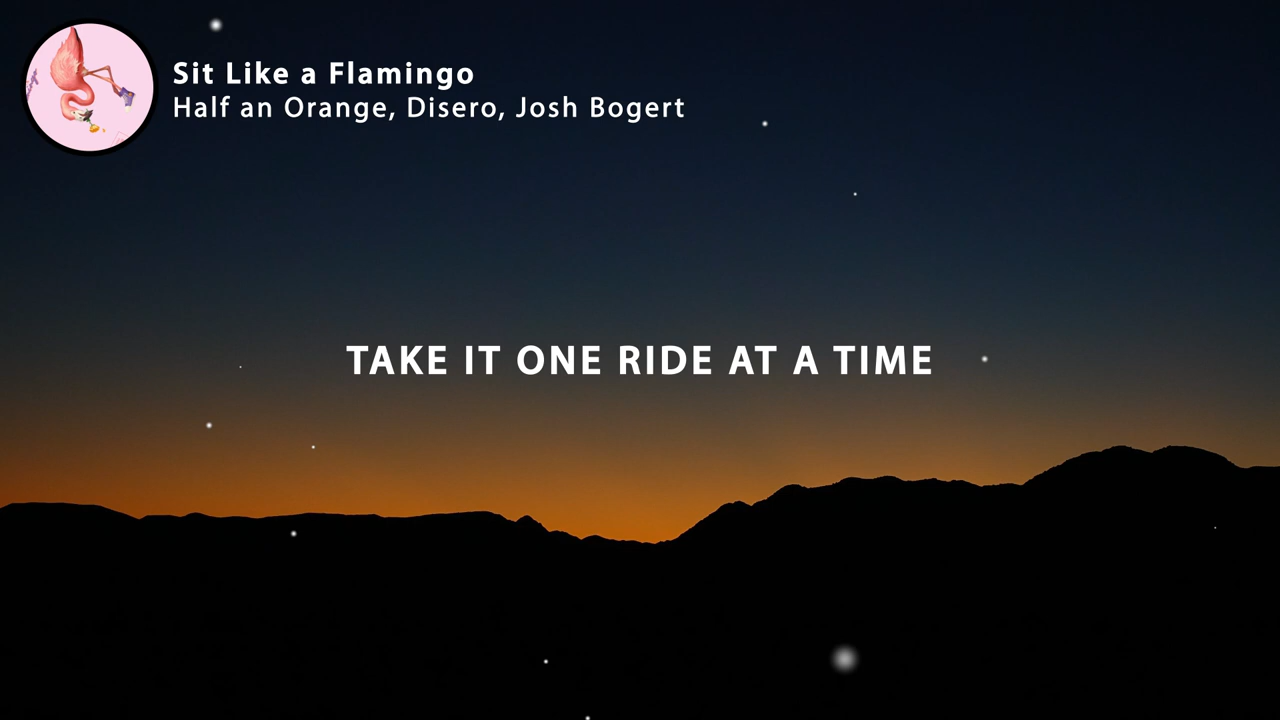 Sit Like a Flamingo
Half an Orange, Disero, Josh Bogert
TAKE IT ONE RIDE AT A TIME